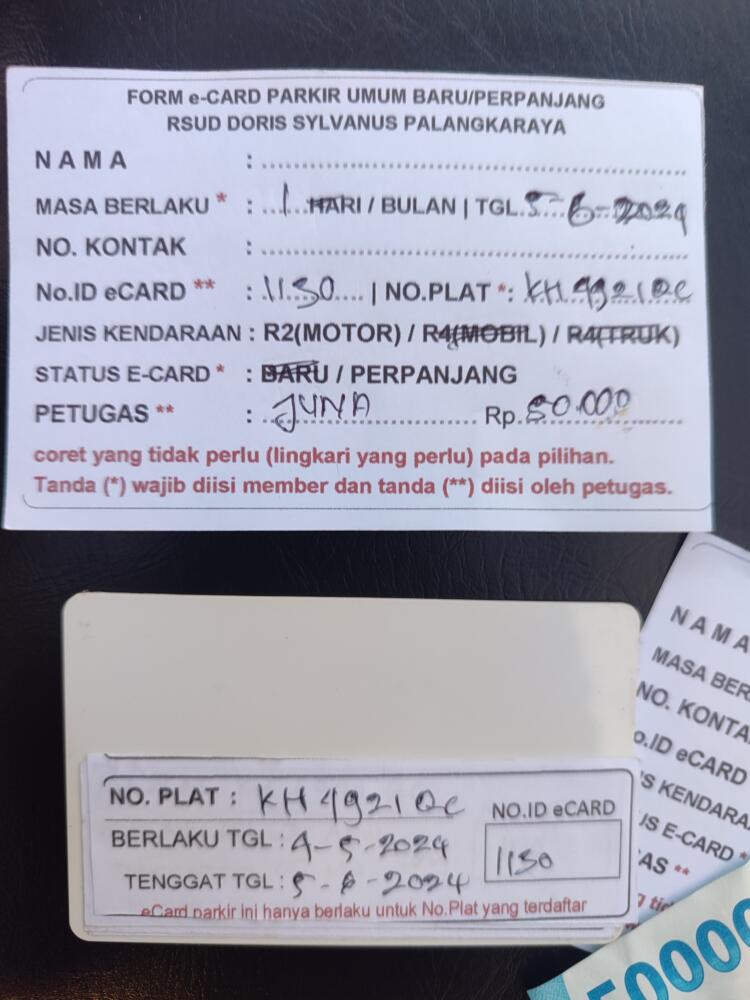 FORM e-CARD PARKIR UMUM BARU/PERPANJANG
RSUD DORIS SYLVANUS PALANGKARAYA
NAMA :
MASA BERLAKU * : 1 HARI / BULAN | TGL. 5-6-2024
NO. KONTAK :
No.ID eCARD ** : 1130 | NO.PLAT *: KH 4921 QC
JENIS KENDARAAN : R2(MOTOR) / R4(MOBIL) / R4(TRUK)
STATUS E-CARD * : BARU / PERPANJANG
PETUGAS ** : JUNA Rp. 50.000
coret yang tidak perlu (lingkari yang perlu) pada pilihan.
Tanda (*) wajib diisi member dan tanda (**) diisi oleh petugas.
NO. PLAT : KH 4921 QC
NO.ID eCARD
BERLAKU TGL : 4-5-2024
1130
TENGGAT TGL : 5-6-2024
eCard parkir ini hanya berlaku untuk No.Plat yang terdaftar
NAMA
MASA BER
NO. KONTA
o.ID eCARD
S KENDARA
IS E-CARD *
AS **
50000